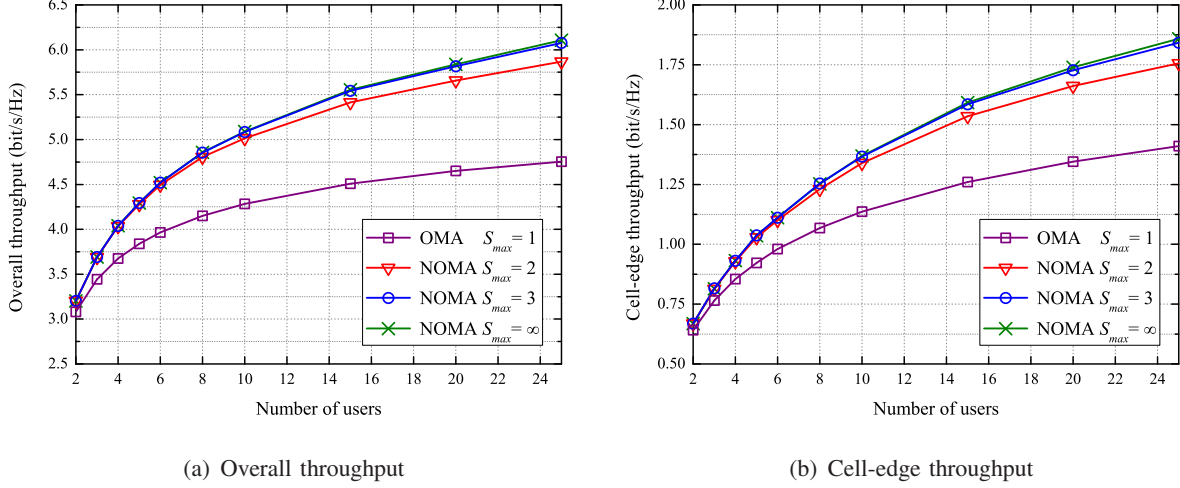 Overall throughput (bit/s/Hz)
6.5
6.0
5.5
5.0
4.5
4.0
3.5
3.0
2.5
OMA S_max = 1
NOMA S_max = 2
NOMA S_max = 3
NOMA S_max = ∞
2 4 6 8 10 12 14 16 18 20 22 24
Number of users
(a) Overall throughput
Cell-edge throughput (bit/s/Hz)
2.00
1.75
1.50
1.25
1.00
0.75
0.50
OMA S_max = 1
NOMA S_max = 2
NOMA S_max = 3
NOMA S_max = ∞
2 4 6 8 10 12 14 16 18 20 22 24
Number of users
(b) Cell-edge throughput